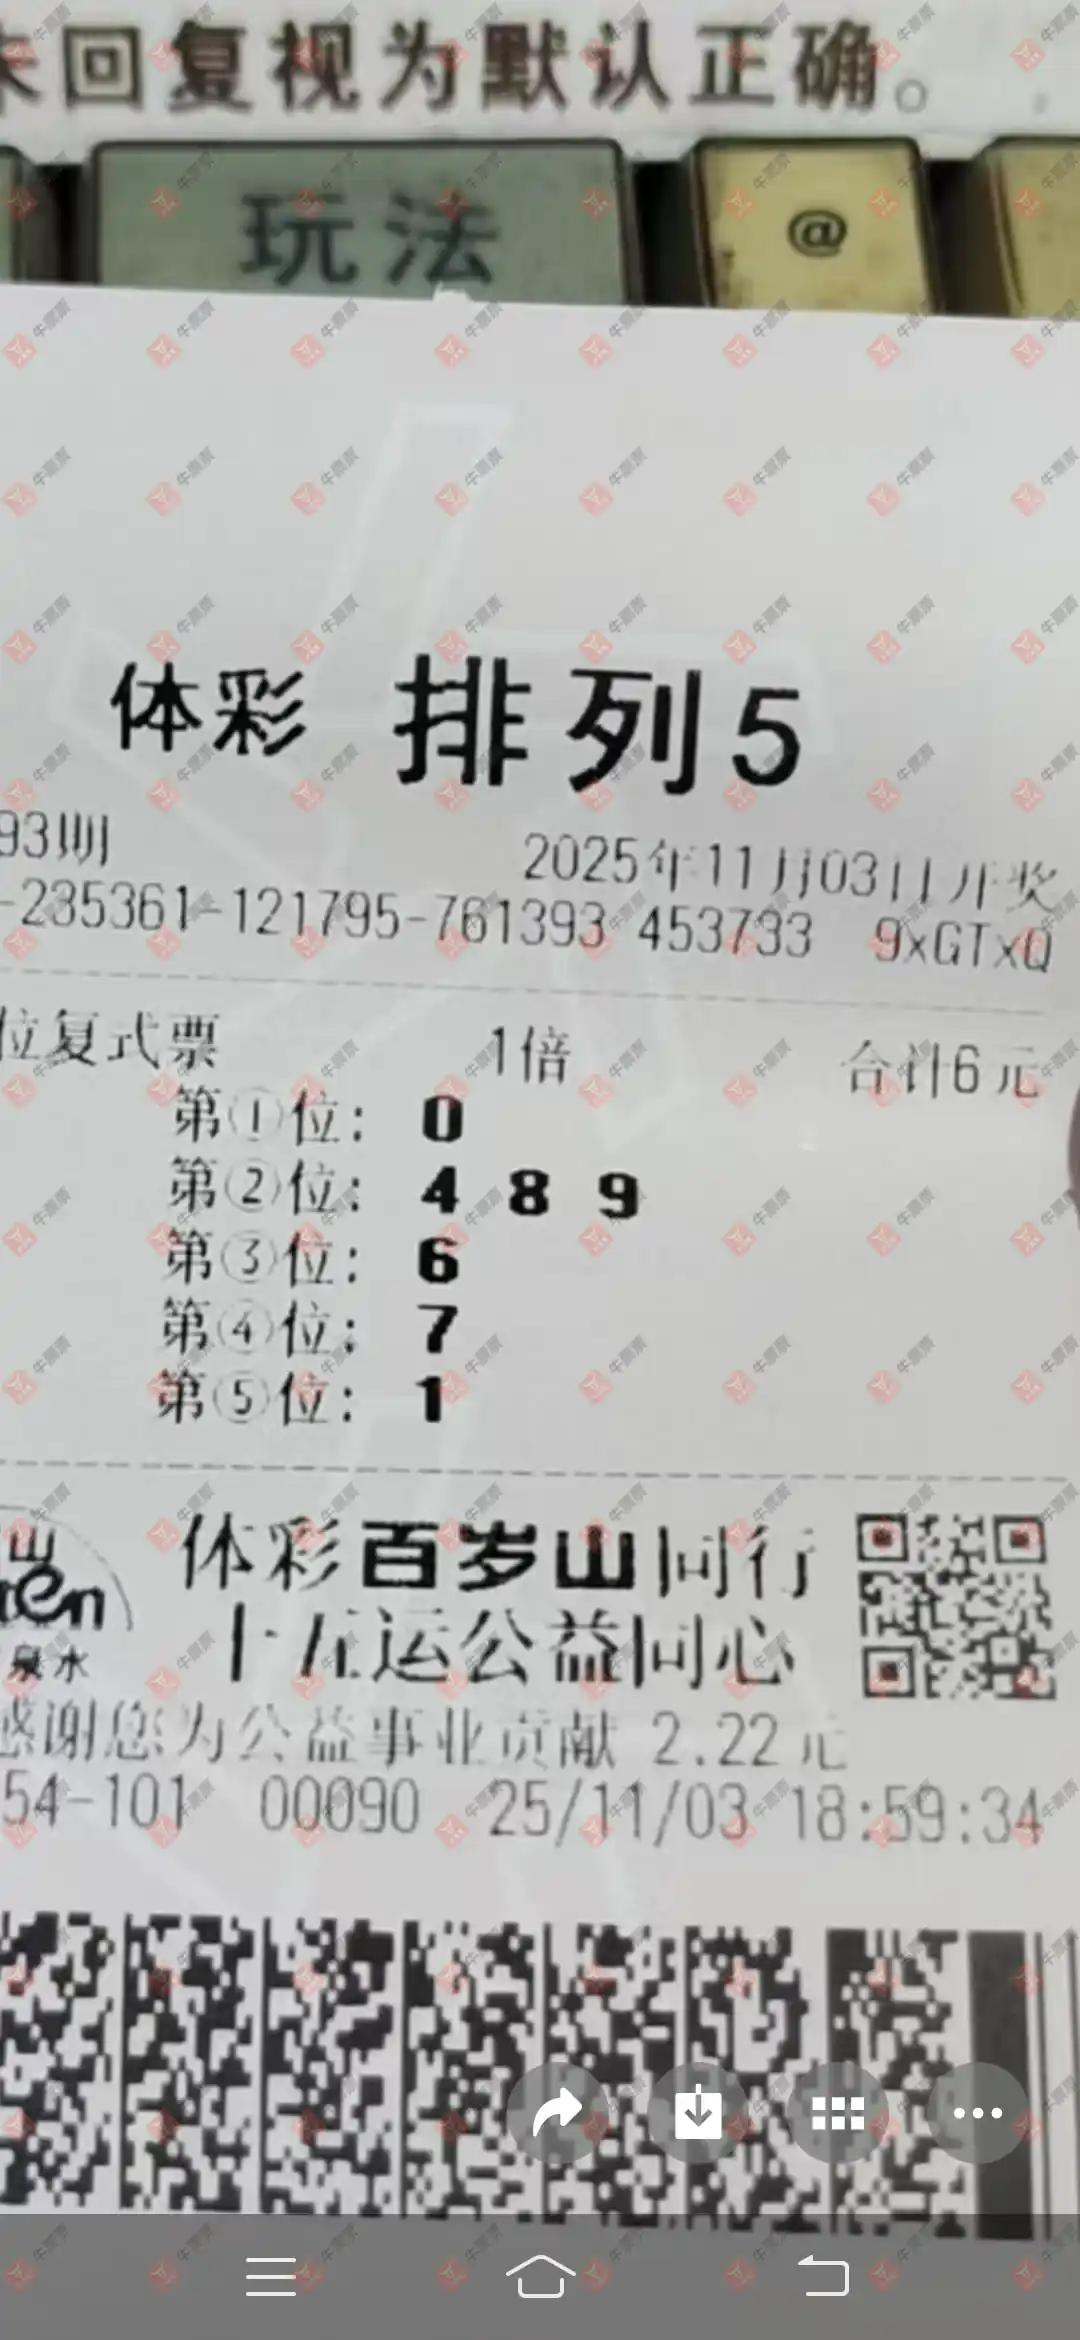 未回复视为默认正确。
玩法 @
体彩 排列5
93期 2025年11月03日开奖
-235361-121795-761393 453733 9xGTxQ
位复式票 1倍 合计6元
第①位: 0
第②位: 4 8 9
第③位: 6
第④位: 7
第⑤位: 1
山
体彩百岁山同行
十五运公益同心
泉水
感谢您为公益事业贡献 2.22元
54-101 00090 25/11/03 18:59:34
牛票票